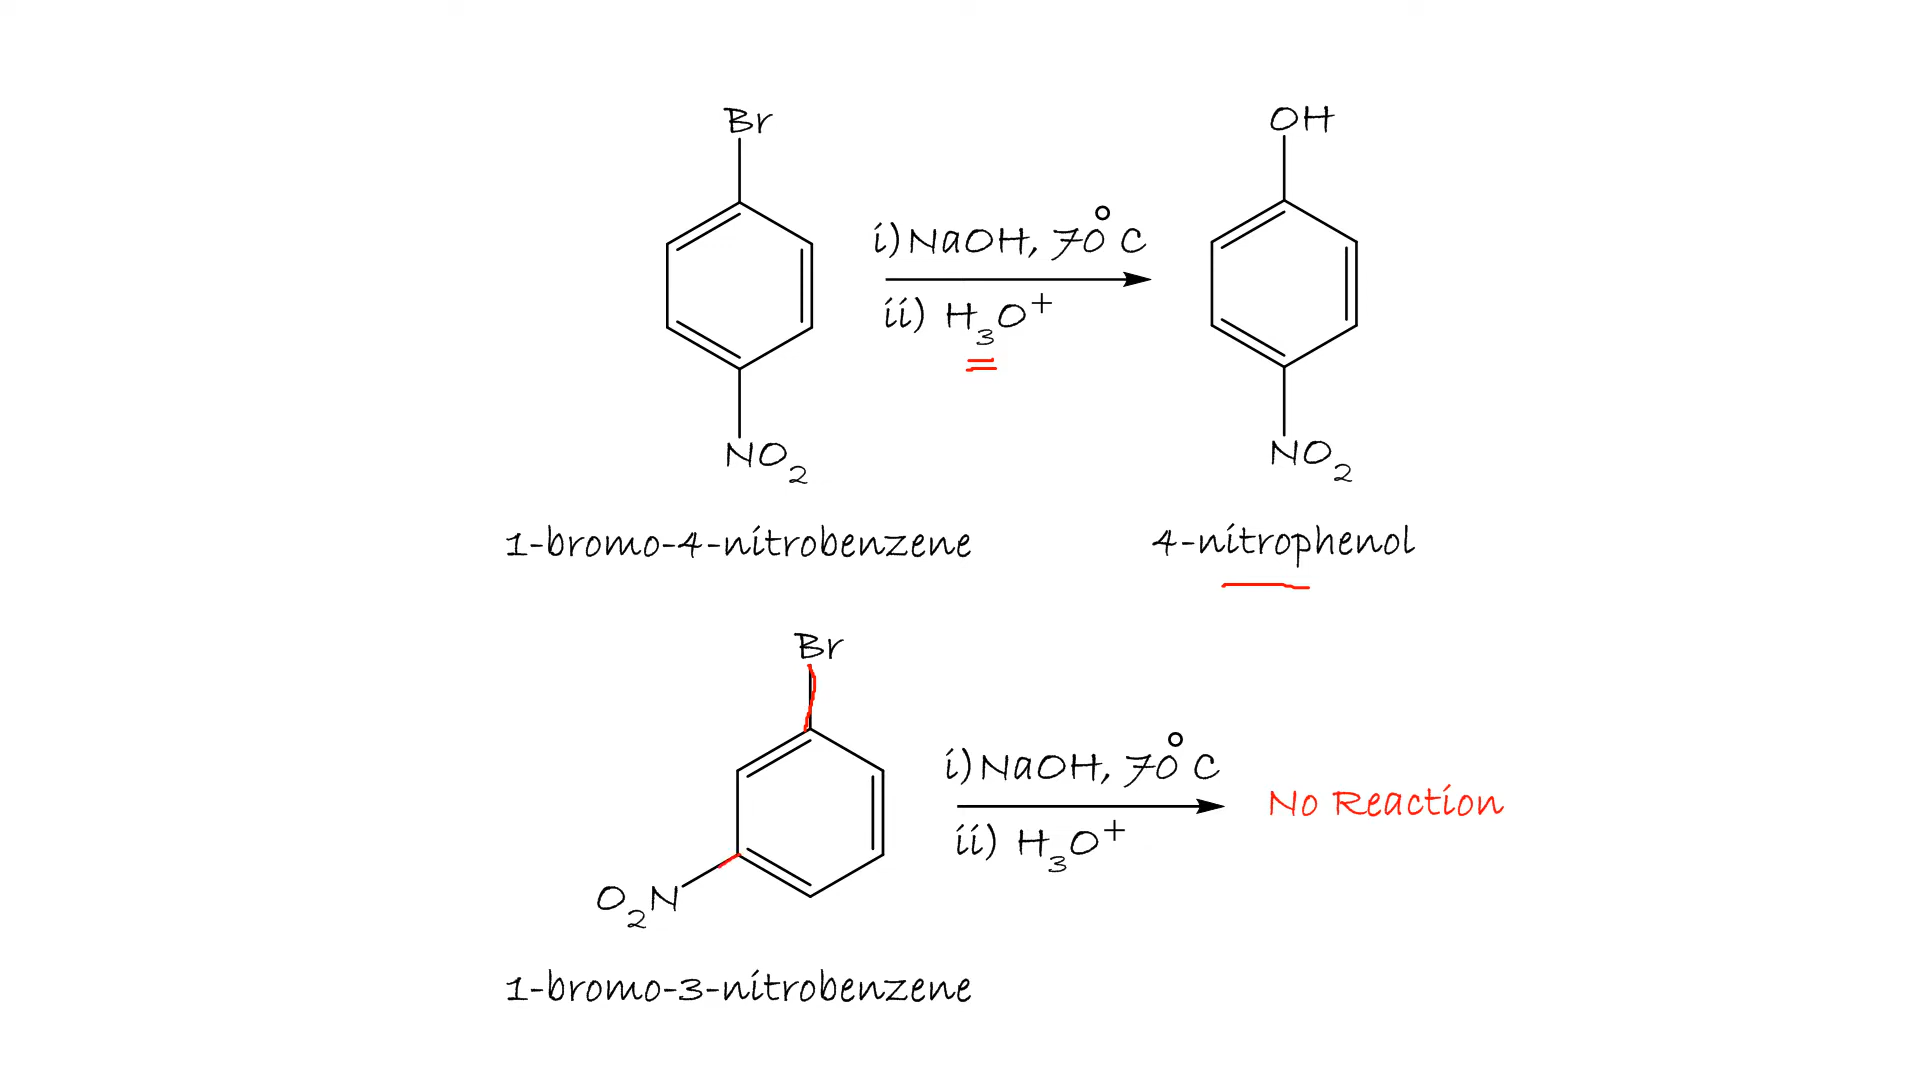 Br
OH
i) NaOH, 70°C
ii) H₃O⁺
NO₂
NO₂
1-bromo-4-nitrobenzene
4-nitrophenol
Br
i) NaOH, 70°C
No Reaction
ii) H₃O⁺
O₂N
1-bromo-3-nitrobenzene